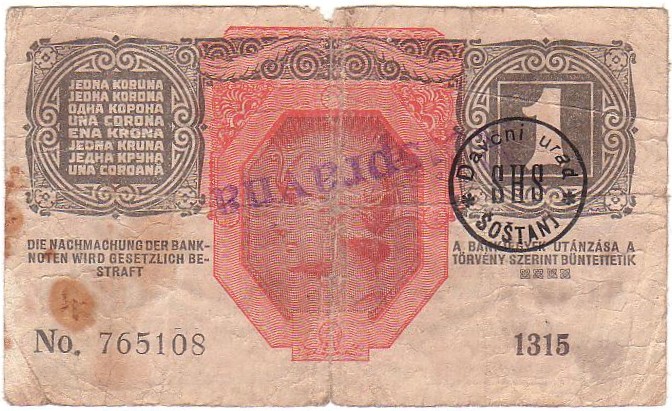 JEDNA KORUNA
JEDNA KORONA
ОДНА КОРОНА
UNA CORONA
ENA KRONA
JEDNA KRUNA
ЈЕДНА КРУНА
UNA COROANĂ
1
Davčni urad
* SHS *
ŠOŠTANJ
DIE NACHMACHUNG DER BANK-
NOTEN WIRD GESETZLICH BE-
STRAFT
A BANKJEGYEK UTÁNZÁSA A
TÖRVÉNY SZERINT BÜNTETTETIK
No. 765108
1315